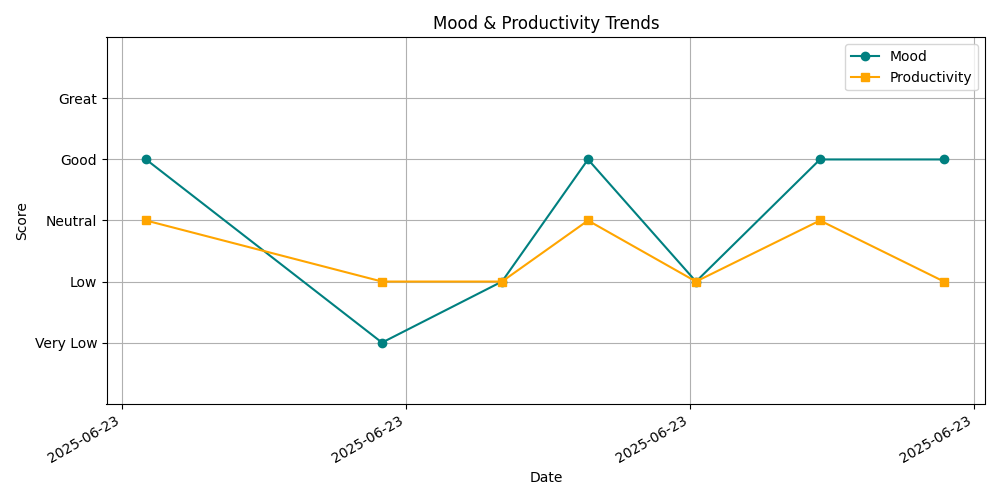 Mood & Productivity Trends
Mood
Productivity
Great
Good
Neutral
Low
Very Low
Score
2025-06-23
2025-06-23
2025-06-23
2025-06-23
Date